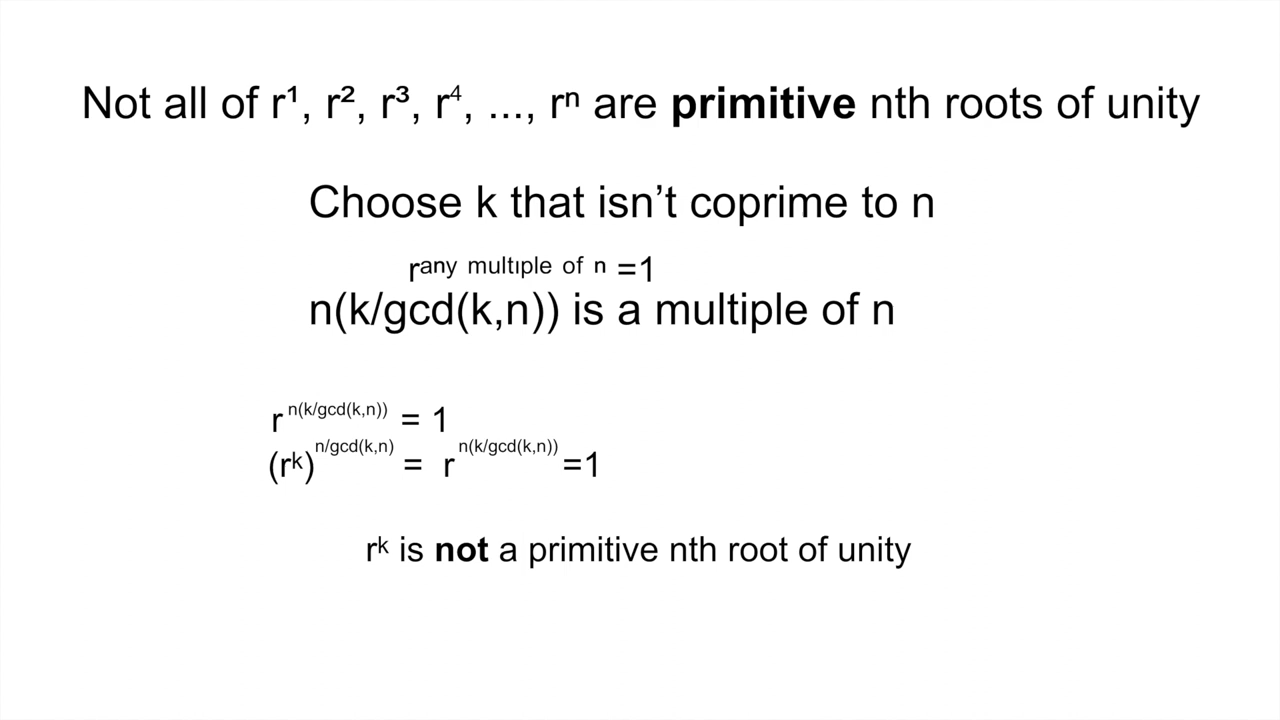 Not all of r¹, r², r³, r⁴, ..., rⁿ are primitive nth roots of unity
Choose k that isn’t coprime to n
r^any multiple of n =1
n(k/gcd(k,n)) is a multiple of n
r^n(k/gcd(k,n)) = 1
(r^k)^n/gcd(k,n) = r^n(k/gcd(k,n)) =1
r^k is not a primitive nth root of unity